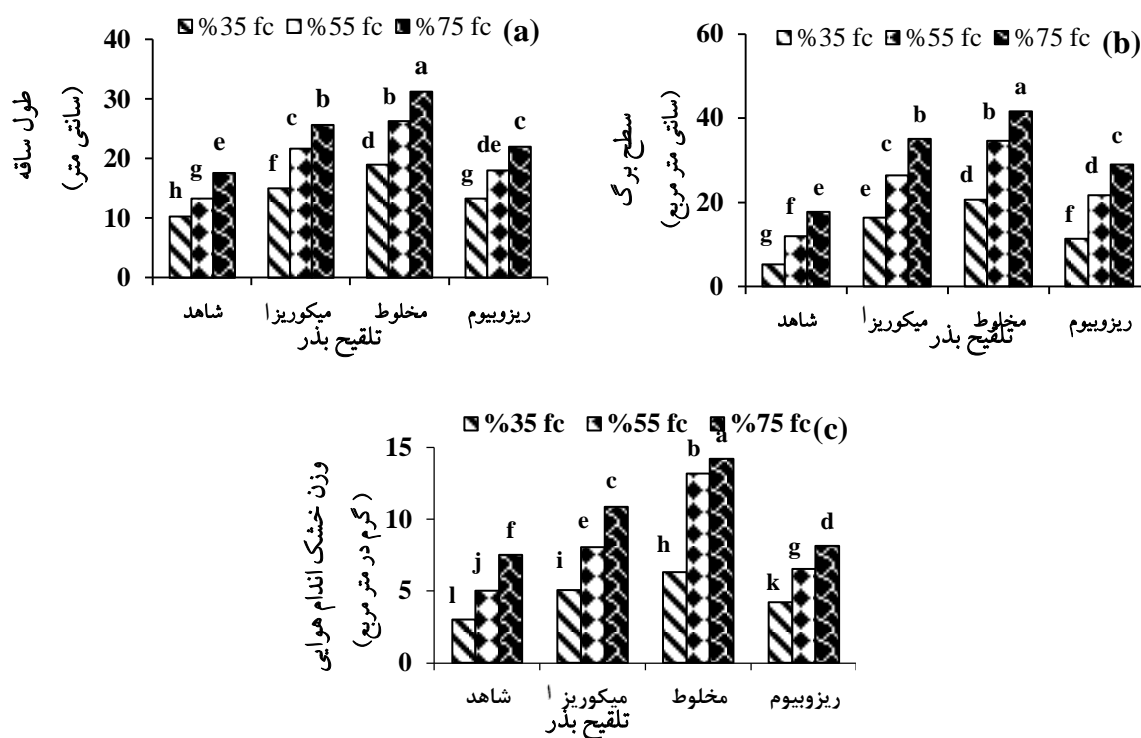 %35 fc %55 fc %75 fc (a)
طول ساقه
(سانتی متر)
40
30
20
10
0
h g e f c b d b a g de c
شاهد میکوریزا مخلوط ریزوبیوم
تلقیح بذر
%35 fc %55 fc %75 fc (b)
سطح برگ
(سانتی متر مربع)
60
40
20
0
g f e e c b d b a f d c
شاهد میکوریزا مخلوط ریزوبیوم
تلقیح بذر
%35 fc %55 fc %75 fc (c)
وزن خشک اندام هوایی
(گرم در متر مربع)
15
10
5
0
l j f i e c h b a k g d
شاهد میکوریزا مخلوط ریزوبیوم
تلقیح بذر